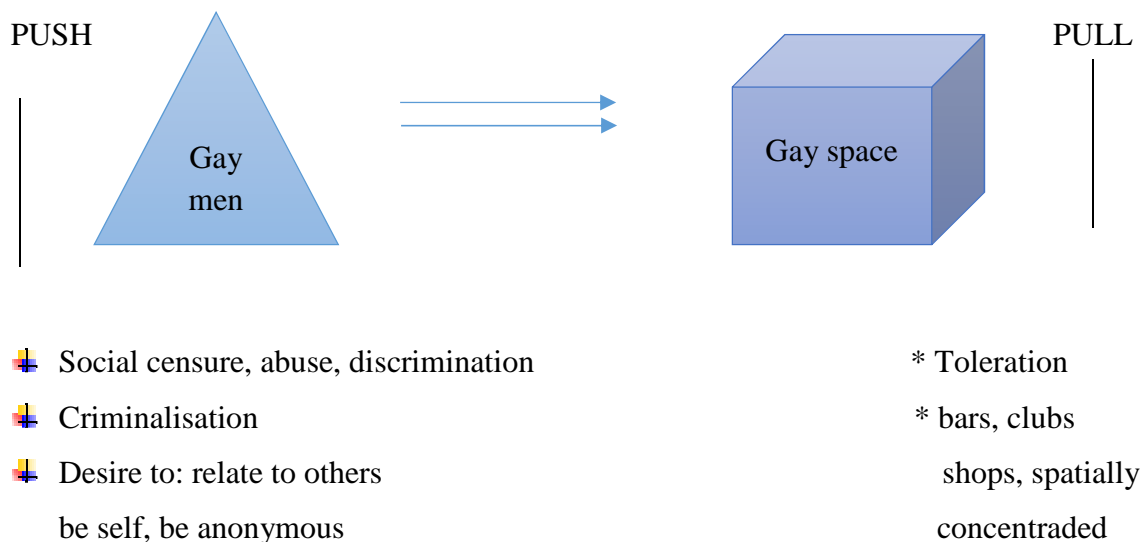 PUSH
PULL
Gay
men
Gay space
Social censure, abuse, discrimination
* Toleration
Criminalisation
* bars, clubs
Desire to: relate to others
shops, spatially
be self, be anonymous
concentraded